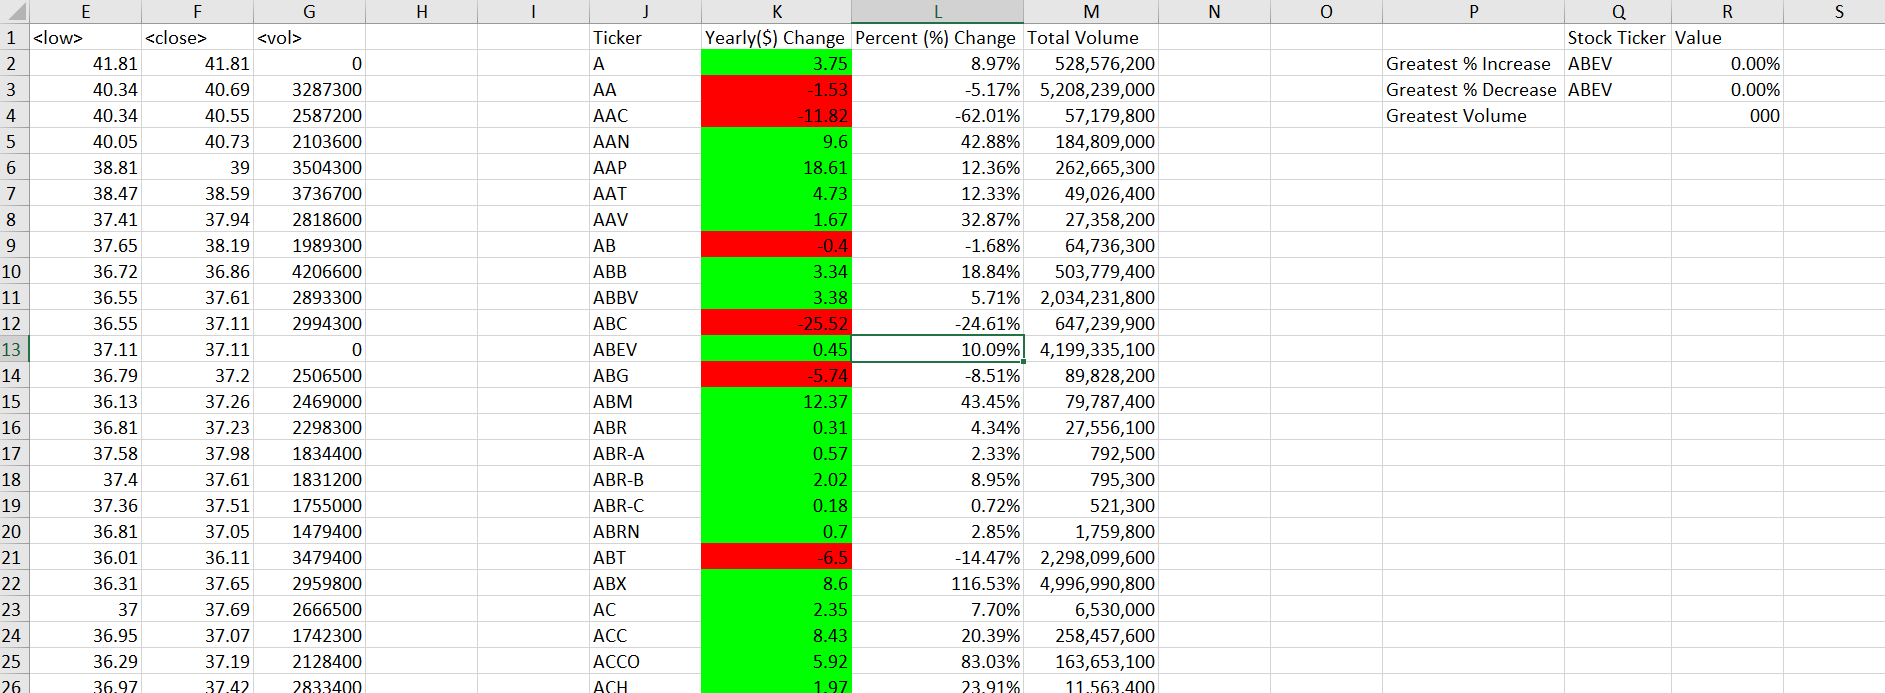 E F G H I J K L M N O P Q R S
1 <low> <close> <vol> Ticker Yearly($) Change Percent (%) Change Total Volume Stock Ticker Value
2 41.81 41.81 0 A 3.75 8.97% 528,576,200 Greatest % Increase ABEV 0.00%
3 40.34 40.69 3287300 AA -1.53 -5.17% 5,208,239,000 Greatest % Decrease ABEV 0.00%
4 40.34 40.55 2587200 AAC -11.82 -62.01% 57,179,800 Greatest Volume 000
5 40.05 40.73 2103600 AAN 9.6 42.88% 184,809,000
6 38.81 39 3504300 AAP 18.61 12.36% 262,665,300
7 38.47 38.59 3736700 AAT 4.73 12.33% 49,026,400
8 37.41 37.94 2818600 AAV 1.67 32.87% 27,358,200
9 37.65 38.19 1989300 AB -0.4 -1.68% 64,736,300
10 36.72 36.86 4206600 ABB 3.34 18.84% 503,779,400
11 36.55 37.61 2893300 ABBV 3.38 5.71% 2,034,231,800
12 36.55 37.11 2994300 ABC -25.52 -24.61% 647,239,900
13 37.11 37.11 0 ABEV 0.45 10.09% 4,199,335,100
14 36.79 37.2 2506500 ABG -5.74 -8.51% 89,828,200
15 36.13 37.26 2469000 ABM 12.37 43.45% 79,787,400
16 36.81 37.23 2298300 ABR 0.31 4.34% 27,556,100
17 37.58 37.98 1834400 ABR-A 0.57 2.33% 792,500
18 37.4 37.61 1831200 ABR-B 2.02 8.95% 795,300
19 37.36 37.51 1755000 ABR-C 0.18 0.72% 521,300
20 36.81 37.05 1479400 ABRN 0.7 2.85% 1,759,800
21 36.01 36.11 3479400 ABT -6.5 -14.47% 2,298,099,600
22 36.31 37.65 2959800 ABX 8.6 116.53% 4,996,990,800
23 37 37.69 2666500 AC 2.35 7.70% 6,530,000
24 36.95 37.07 1742300 ACC 8.43 20.39% 258,457,600
25 36.29 37.19 2128400 ACCO 5.92 83.03% 163,653,100
26 36.97 37.42 2833400 ACH 1.97 23.91% 11,563,400